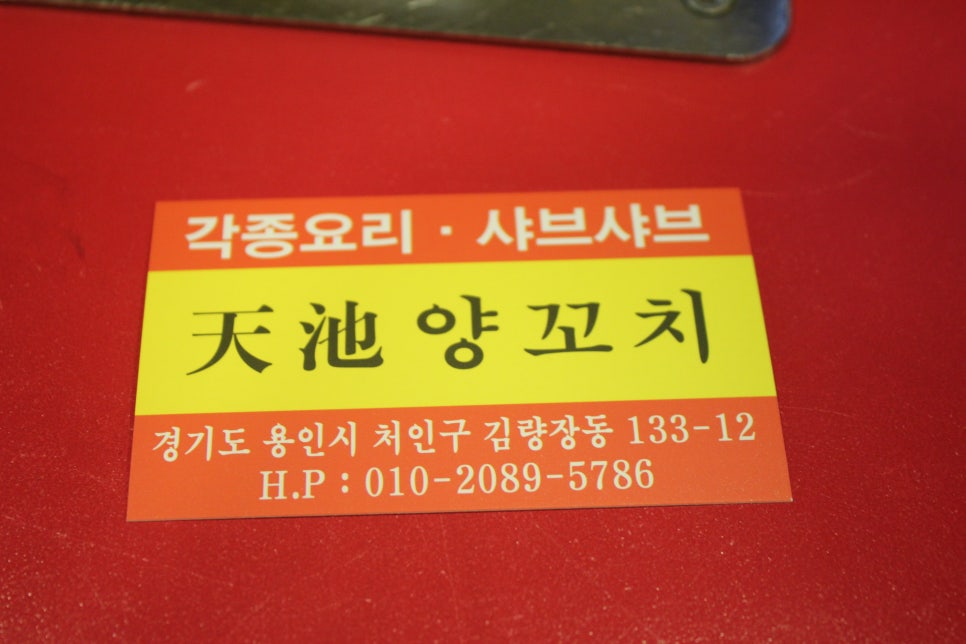 각종요리 · 샤브샤브
天池 양꼬치
경기도 용인시 처인구 김량장동 133-12
H.P : 010-2089-5786